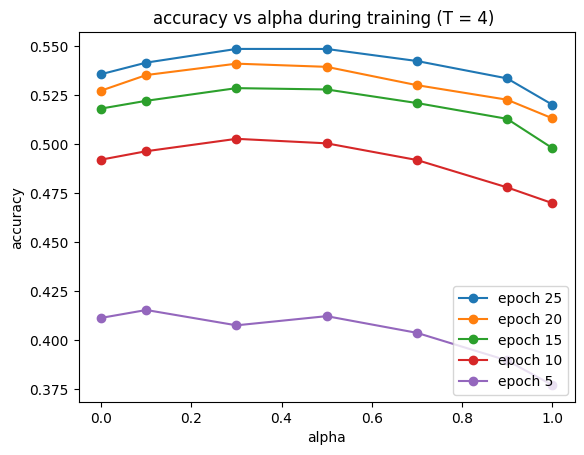 accuracy vs alpha during training (T = 4)
0.550
0.525
0.500
0.475
0.450
0.425
0.400
0.375
accuracy
0.0 0.2 0.4 0.6 0.8 1.0
alpha
epoch 25
epoch 20
epoch 15
epoch 10
epoch 5